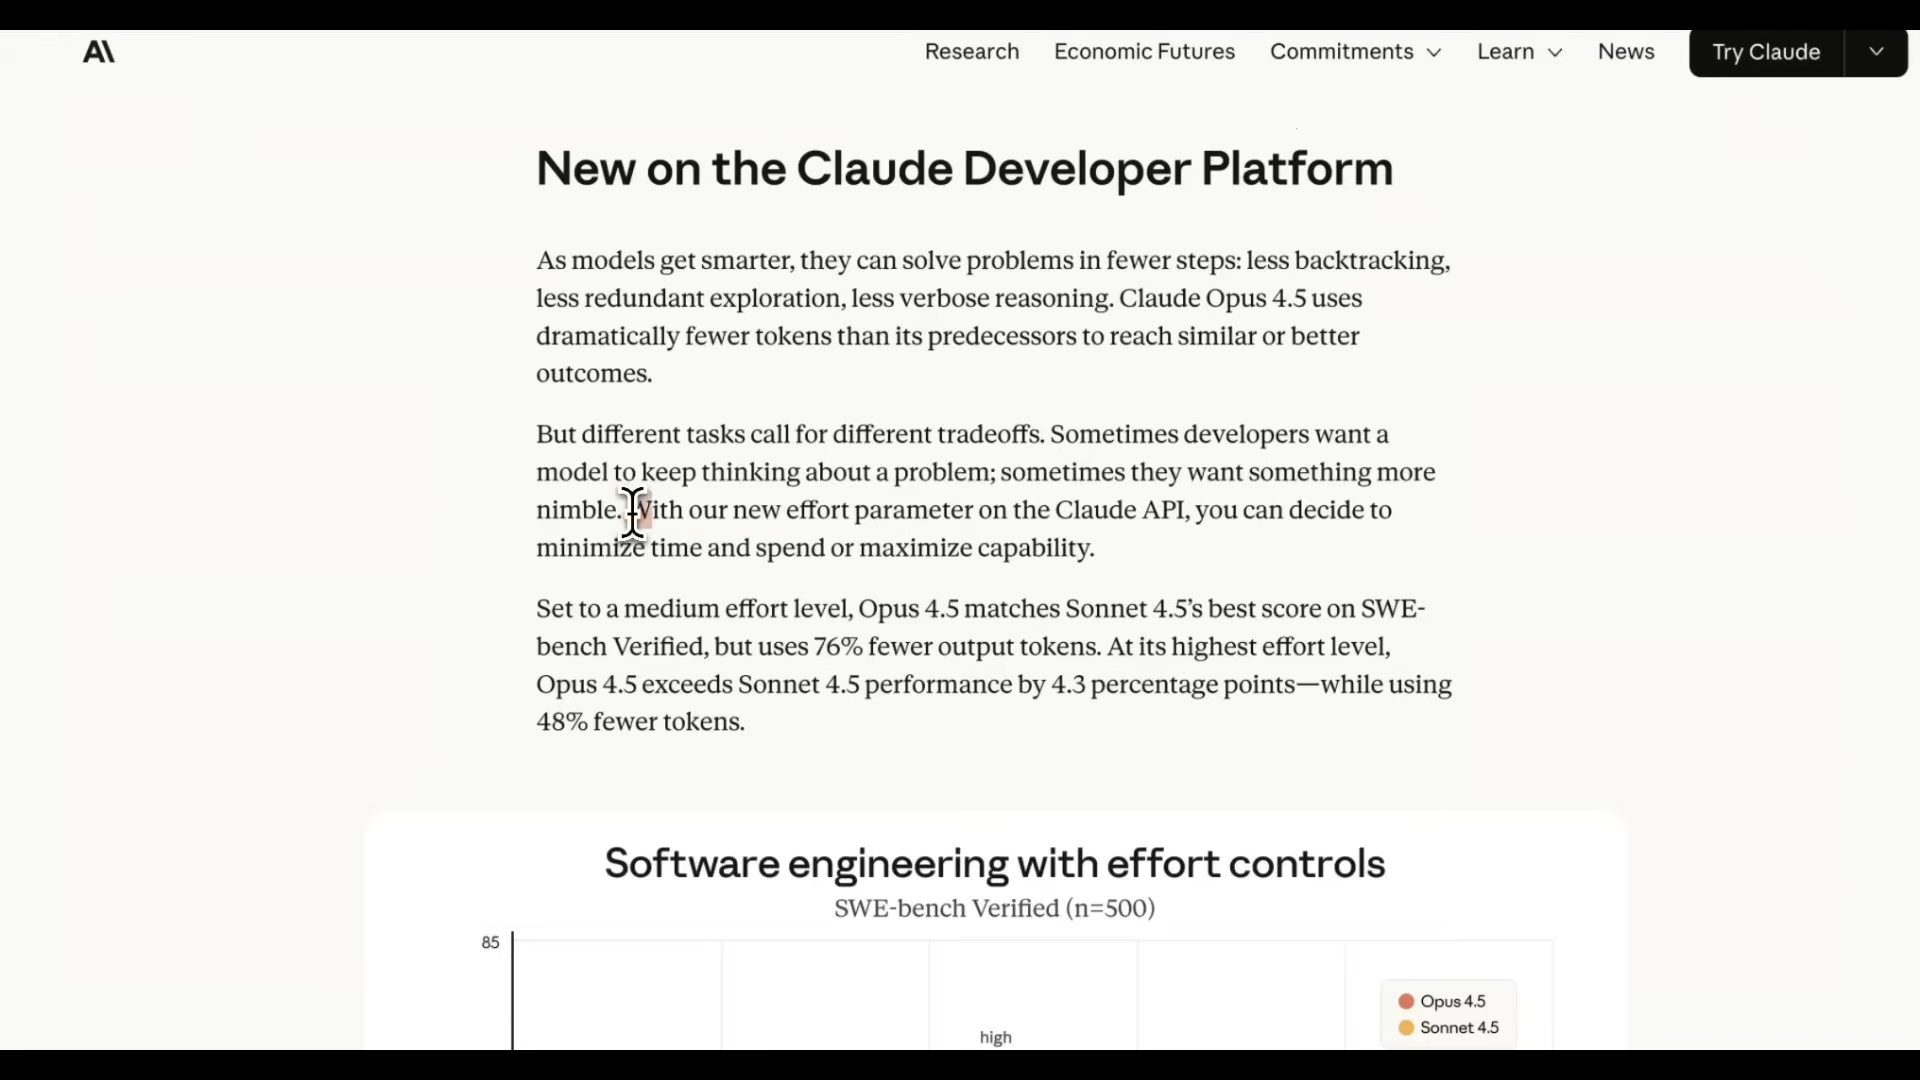 A\
Research Economic Futures Commitments Learn News Try Claude
New on the Claude Developer Platform
As models get smarter, they can solve problems in fewer steps: less backtracking,
less redundant exploration, less verbose reasoning. Claude Opus 4.5 uses
dramatically fewer tokens than its predecessors to reach similar or better
outcomes.
But different tasks call for different tradeoffs. Sometimes developers want a
model to keep thinking about a problem; sometimes they want something more
nimble. With our new effort parameter on the Claude API, you can decide to
minimize time and spend or maximize capability.
Set to a medium effort level, Opus 4.5 matches Sonnet 4.5’s best score on SWE-
bench Verified, but uses 76% fewer output tokens. At its highest effort level,
Opus 4.5 exceeds Sonnet 4.5 performance by 4.3 percentage points—while using
48% fewer tokens.
Software engineering with effort controls
SWE-bench Verified (n=500)
85
Opus 4.5
Sonnet 4.5
high